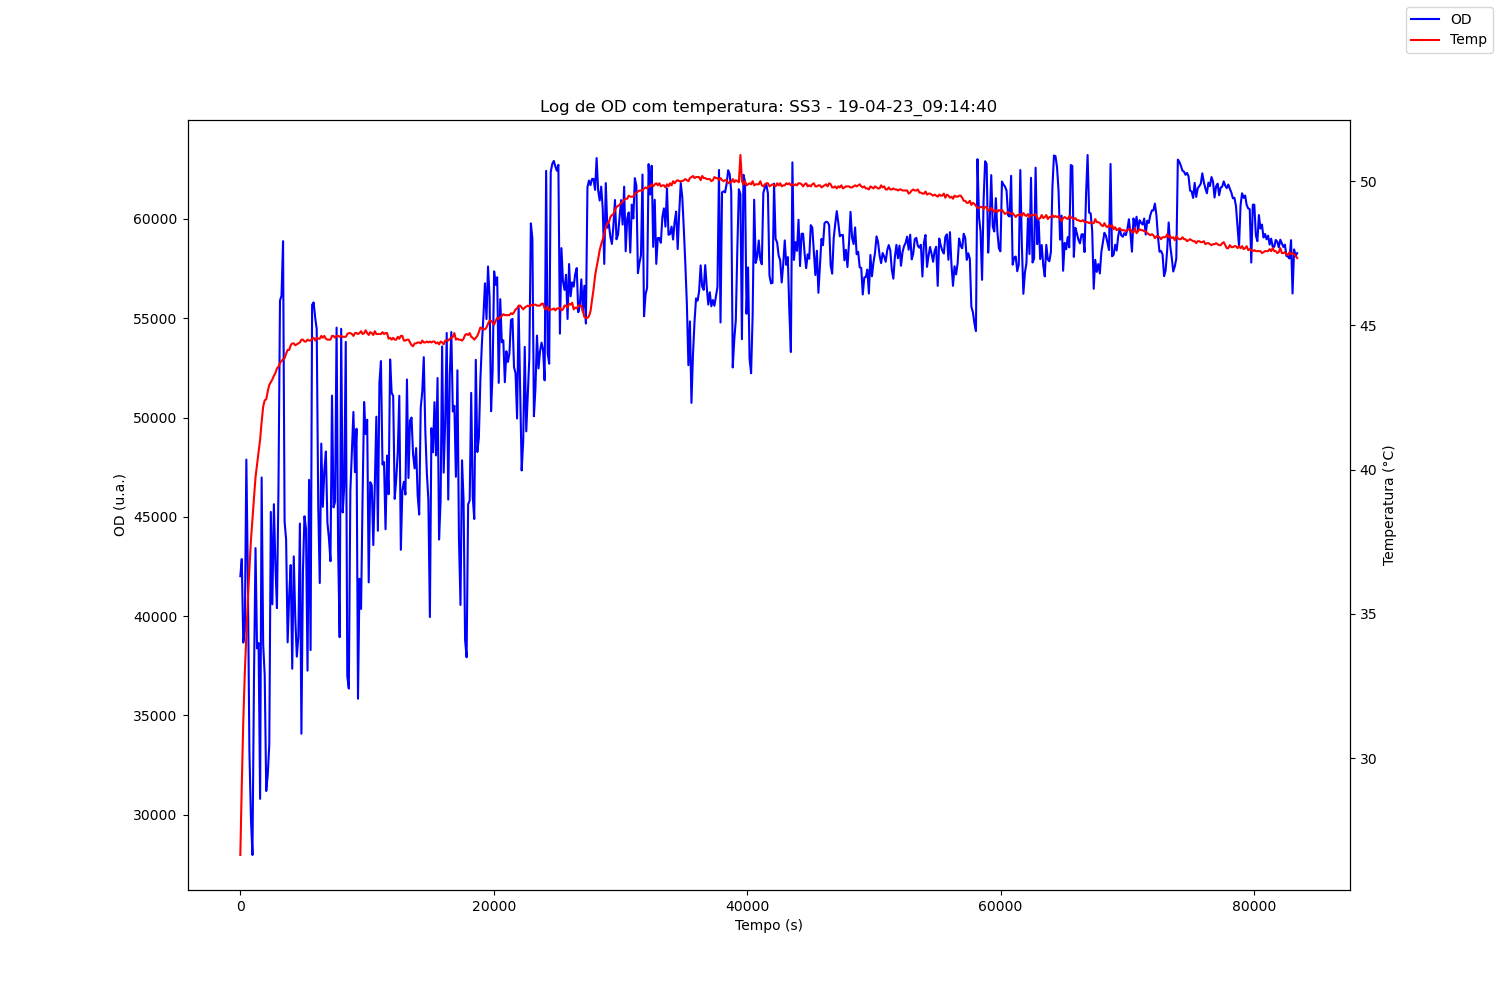 OD
Temp
Log de OD com temperatura: SS3 - 19-04-23_09:14:40
60000
55000
50000
45000
40000
35000
30000
OD (u.a.)
50
45
40
35
30
Temperatura (°C)
0 20000 40000 60000 80000
Tempo (s)